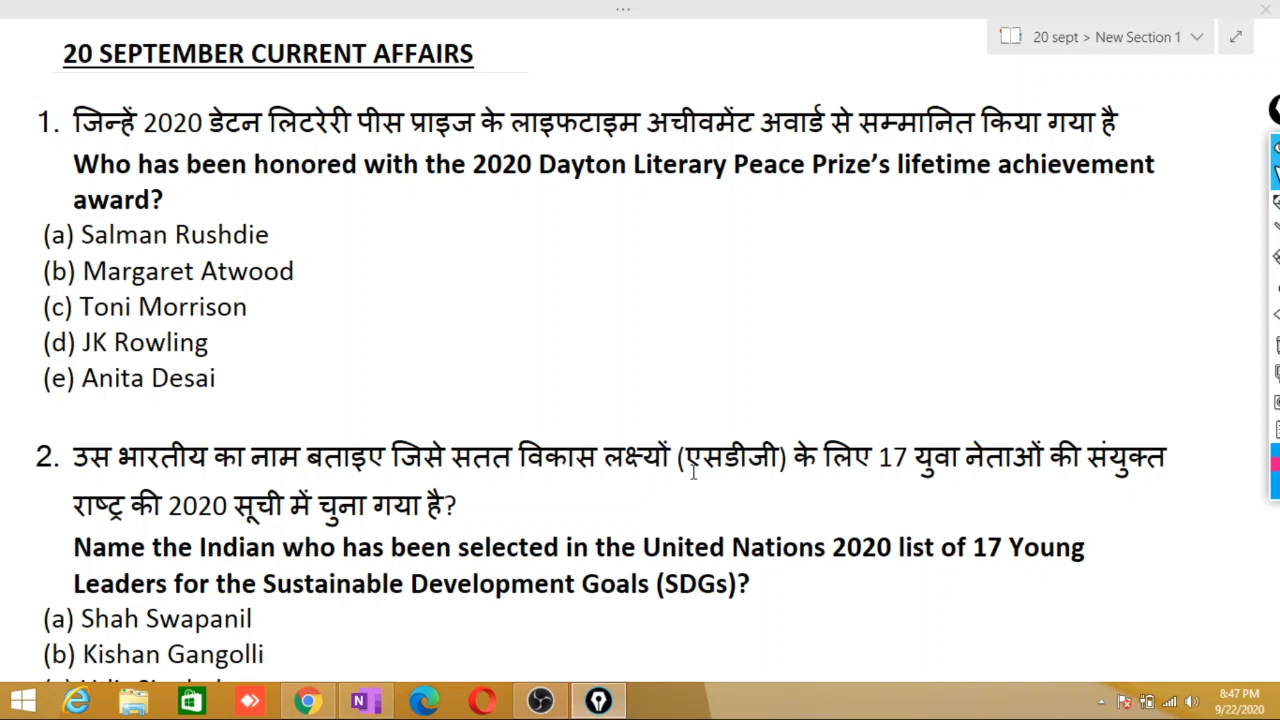 20 sept > New Section 1
20 SEPTEMBER CURRENT AFFAIRS
1. जिन्हें 2020 डेटन लिटरेरी पीस प्राइज के लाइफटाइम अचीवमेंट अवार्ड से सम्मानित किया गया है
Who has been honored with the 2020 Dayton Literary Peace Prize’s lifetime achievement
award?
(a) Salman Rushdie
(b) Margaret Atwood
(c) Toni Morrison
(d) JK Rowling
(e) Anita Desai
2. उस भारतीय का नाम बताइए जिसे सतत विकास लक्ष्यों (एसडीजी) के लिए 17 युवा नेताओं की संयुक्त
राष्ट्र की 2020 सूची में चुना गया है?
Name the Indian who has been selected in the United Nations 2020 list of 17 Young
Leaders for the Sustainable Development Goals (SDGs)?
(a) Shah Swapanil
(b) Kishan Gangolli
8:47 PM
9/22/2020